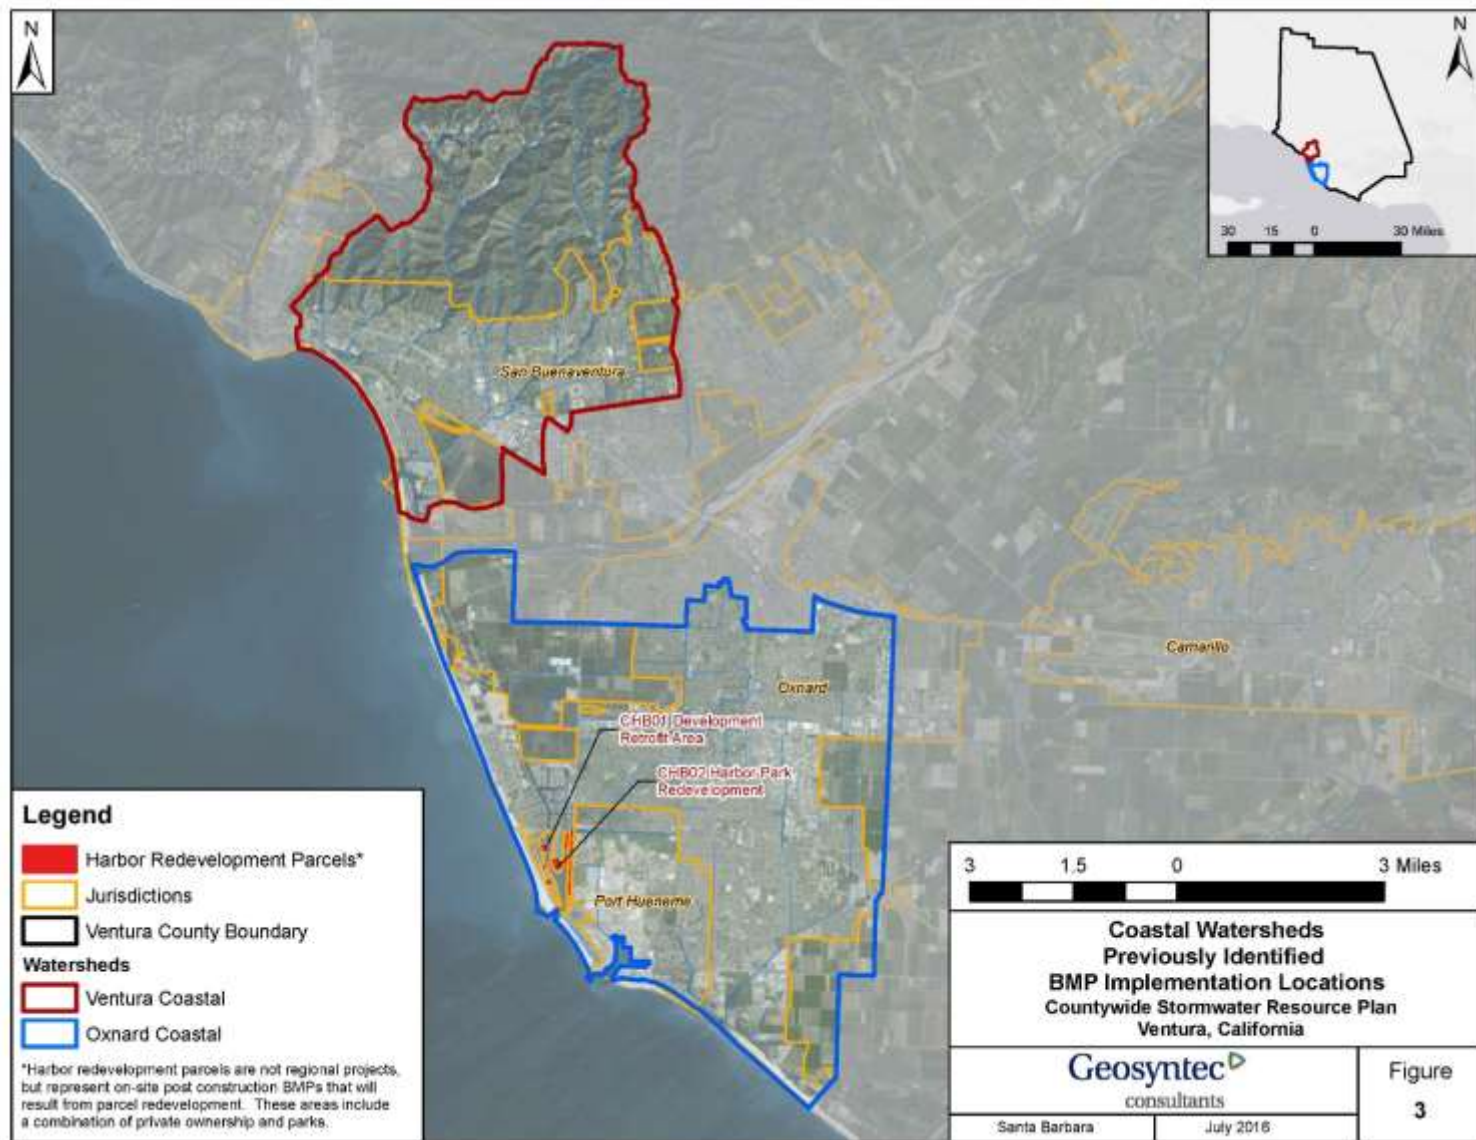 N
N
30 15 0 30 Miles
San Buenaventura
Camarillo
Oxnard
CHB01 Development
Retrofit Area
CHB02 Harbor Park
Redevelopment
Port Hueneme
Legend
Harbor Redevelopment Parcels*
Jurisdictions
Ventura County Boundary
Watersheds
Ventura Coastal
Oxnard Coastal
*Harbor redevelopment parcels are not regional projects,
but represent on-site post construction BMPs that will
result from parcel redevelopment. These areas include
a combination of private ownership and parks.
3 1.5 0 3 Miles
Coastal Watersheds
Previously Identified
BMP Implementation Locations
Countywide Stormwater Resource Plan
Ventura, California
Geosyntec
consultants
Santa Barbara
July 2016
Figure
3